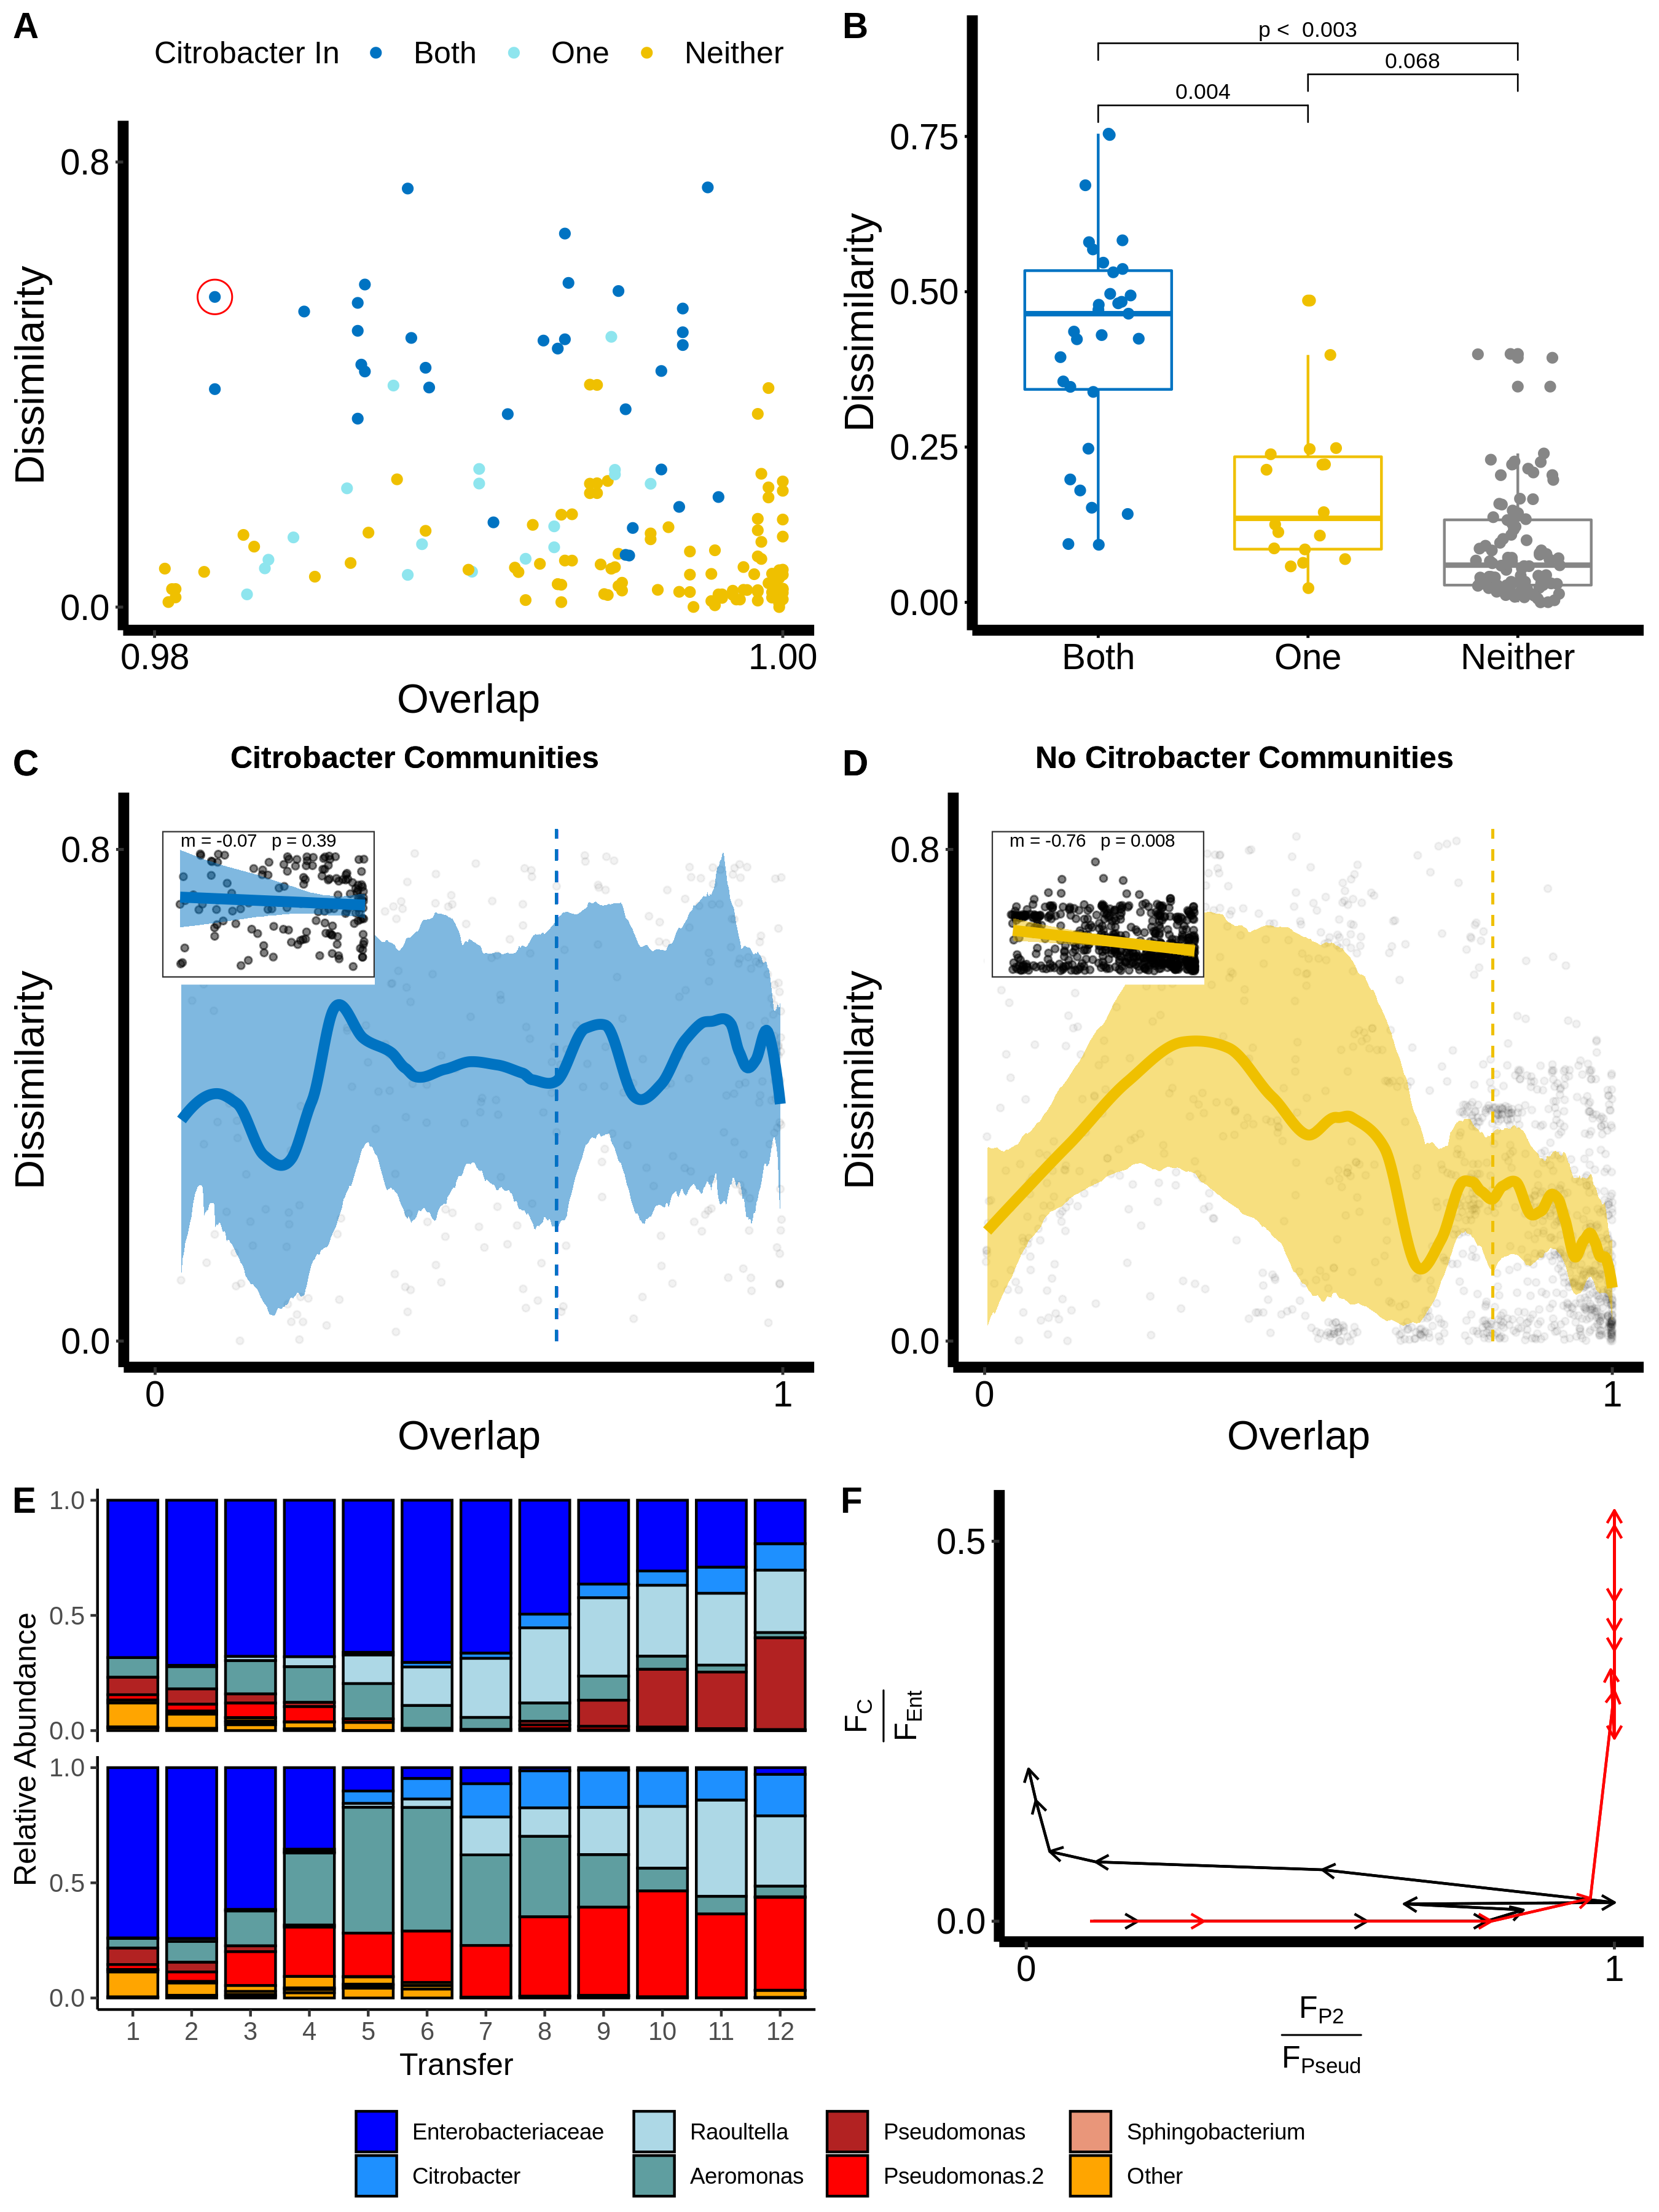 A
Citrobacter In Both One Neither
0.8
0.0
Dissimilarity
0.98 1.00
Overlap
B
p < 0.003
0.068
0.004
0.75
0.50
0.25
0.00
Dissimilarity
Both One Neither
C
Citrobacter Communities
m = -0.07 p = 0.39
0.8
0.0
Dissimilarity
0 1
Overlap
D
No Citrobacter Communities
m = -0.76 p = 0.008
0.8
0.0
Dissimilarity
0 1
Overlap
E
1.0
0.5
0.0
1.0
0.5
0.0
Relative Abundance
1 2 3 4 5 6 7 8 9 10 11 12
Transfer
F
0.5
0.0
FC
FEnt
0 1
FP2
FPseud
Enterobacteriaceae Raoultella Pseudomonas Sphingobacterium
Citrobacter Aeromonas Pseudomonas.2 Other